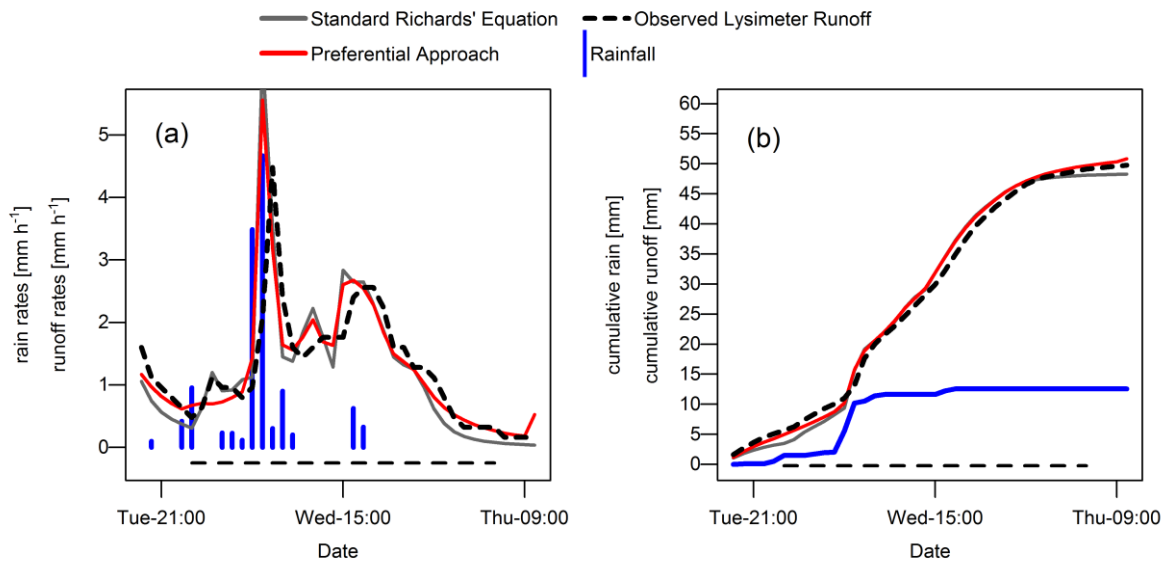 Standard Richards' Equation
Observed Lysimeter Runoff
Preferential Approach
Rainfall
(a)
rain rates [mm h⁻¹]
runoff rates [mm h⁻¹]
5
4
3
2
1
0
Tue-21:00
Wed-15:00
Thu-09:00
Date
(b)
cumulative rain [mm]
cumulative runoff [mm]
60
55
50
45
40
35
30
25
20
15
10
5
0
Tue-21:00
Wed-15:00
Thu-09:00
Date